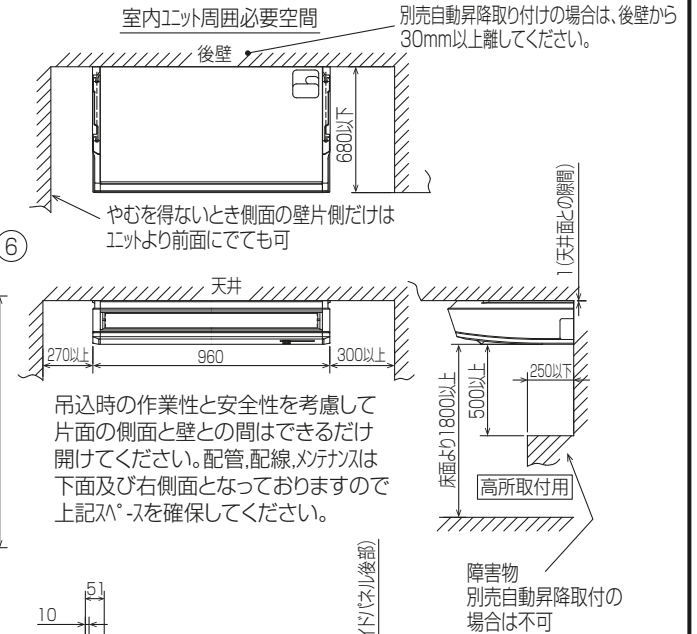 室内ユニット周囲必要空間
別売自動昇降取り付けの場合は、後壁から
30mm以上離してください。
後壁
680以下
やむを得ないとき側面の壁片側だけは
ユニットより前面にでても可
1(天井面との隙間)
6
天井
270以上
960
300以上
250以下
500以上
床面より1800以上
吊込時の作業性と安全性を考慮して
片面の側面と壁との間はできるだけ
開けてください。配管,配線,メンテナンスは
下面及び右側面となっておりますので
上記スペースを確保してください。
高所取付用
障害物
別売自動昇降取付の
場合は不可
51
10
イドパネル後部)